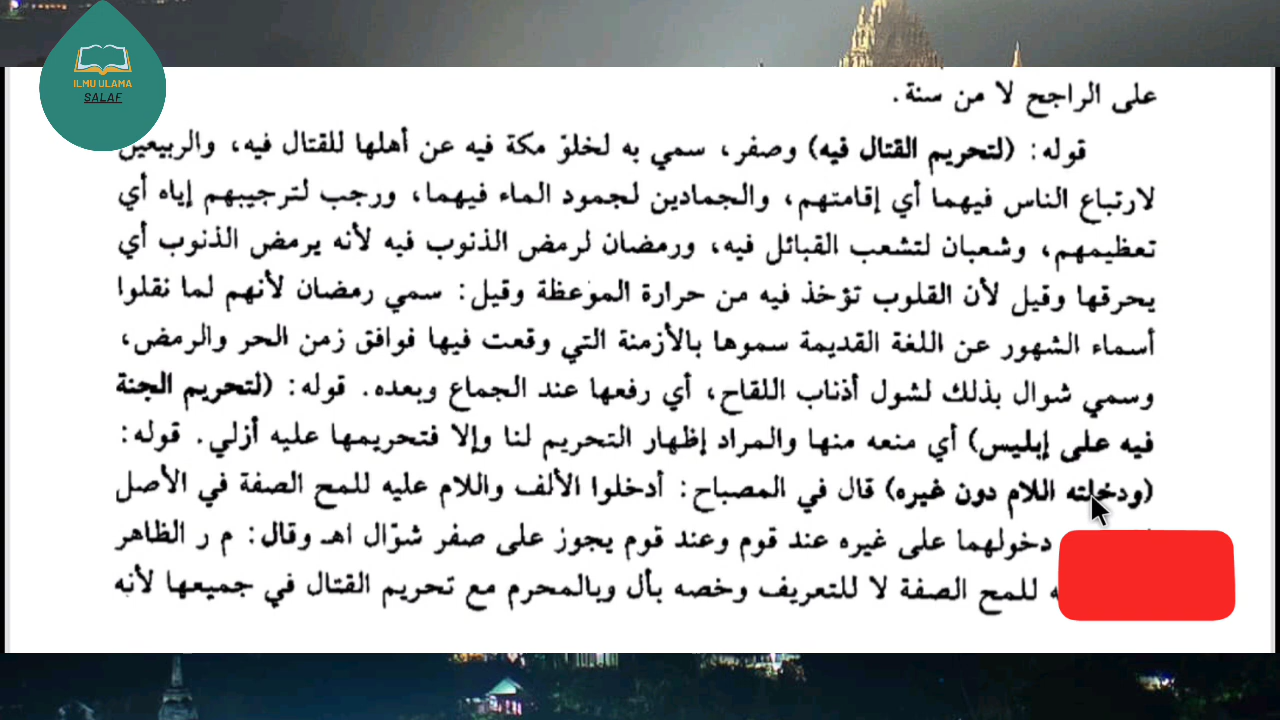 ILMU ULAMA
SALAF
على الراجح لا من سنة .
قوله: (لتحريم القتال فيه) وصفر، سمي به لخلوّ مكة فيه عن أهلها للقتال فيه، والربيعين
لارتباع الناس فيهما أي إقامتهم، والجمادين لجمود الماء فيهما، ورجب لترجيبهم إياه أي
تعظيمهم، وشعبان لتشعب القبائل فيه، ورمضان لرمض الذنوب فيه لأنه يرمض الذنوب أي
يحرقها وقيل لأن القلوب تؤخذ فيه من حرارة الموعظة وقيل: سمي رمضان لأنهم لما نقلوا
أسماء الشهور عن اللغة القديمة سموها بالأزمنة التي وقعت فيها فوافق زمن الحر والرمض،
وسمي شوال بذلك لشول أذناب اللقاح، أي رفعها عند الجماع وبعده. قوله: (لتحريم الجنة
فيه على إبليس) أي منعه منها والمراد إظهار التحريم لنا وإلا فتحريمها عليه أزلي. قوله:
(ودخلته اللام دون غيره) قال في المصباح: أدخلوا الألف واللام عليه للمح الصفة في الأصل
دخولهما على غيره عند قوم وعند قوم يجوز على صفر شوّال اهـ وقال: م ر الظاهر
للمح الصفة لا للتعريف وخصه بأل وبالمحرم مع تحريم القتال في جميعها لأنه